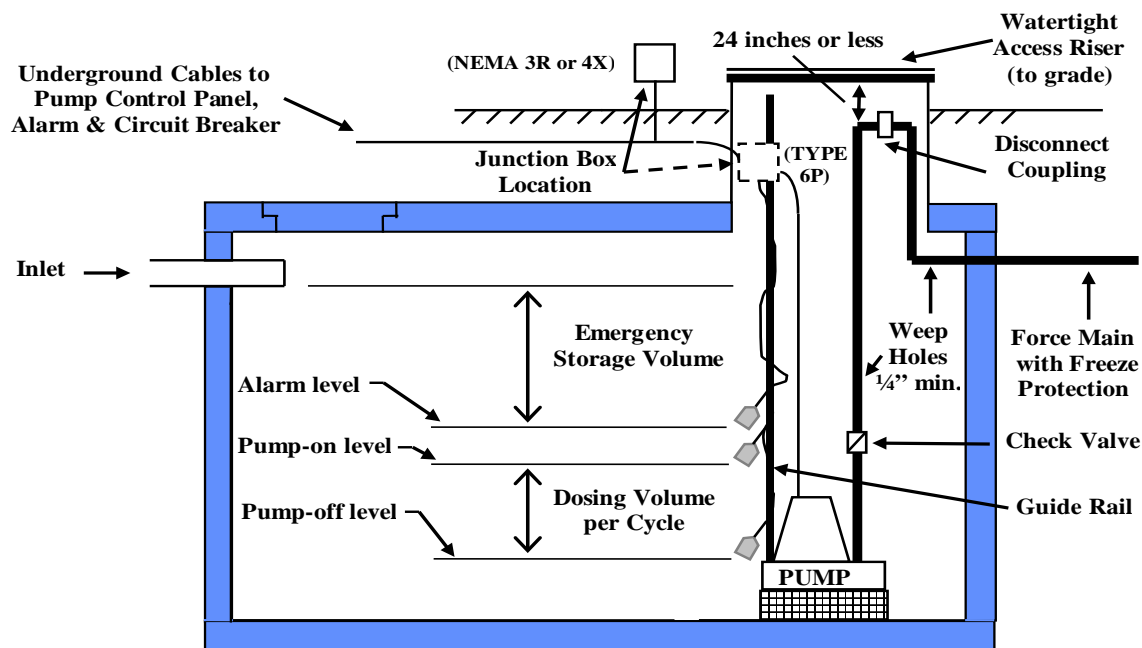 Underground Cables to
Pump Control Panel,
Alarm & Circuit Breaker
(NEMA 3R or 4X)
24 inches or less
Watertight
Access Riser
(to grade)
Junction Box
Location
(TYPE
6P)
Disconnect
Coupling
Inlet
Emergency
Storage Volume
Weep
Holes
¼” min.
Force Main
with Freeze
Protection
Alarm level
Pump-on level
Check Valve
Pump-off level
Dosing Volume
per Cycle
Guide Rail
PUMP